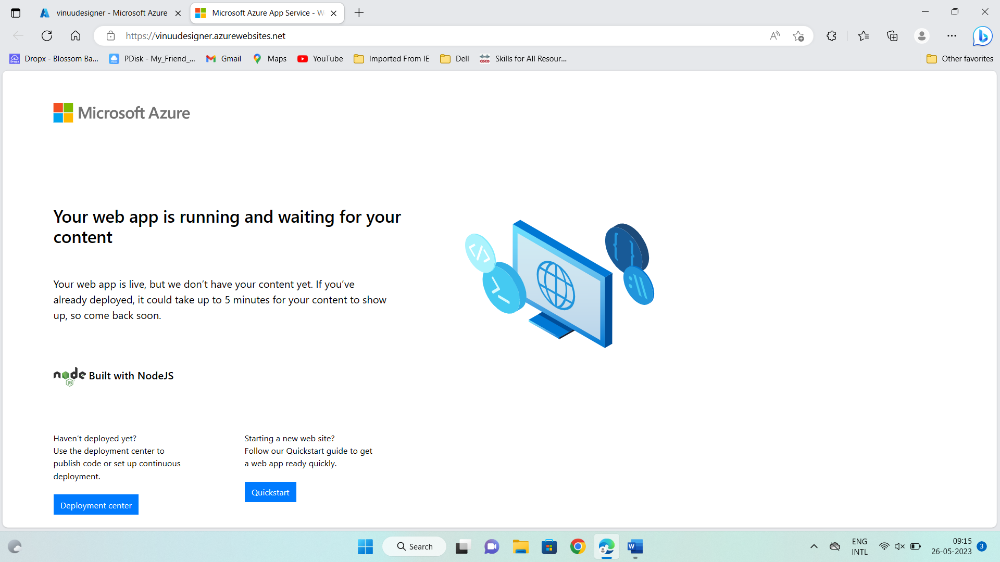 vinuudesigner - Microsoft Azure
Microsoft Azure App Service - W
https://vinuudesigner.azurewebsites.net
Dropx - Blossom Ba...
PDisk - My_Friend_...
Gmail
Maps
YouTube
Imported From IE
Dell
Skills for All Resour...
Other favorites
Microsoft Azure
Your web app is running and waiting for your
content
Your web app is live, but we don’t have your content yet. If you’ve
already deployed, it could take up to 5 minutes for your content to show
up, so come back soon.
node
JS
Built with NodeJS
Haven’t deployed yet?
Use the deployment center to
publish code or set up continuous
deployment.
Deployment center
Starting a new web site?
Follow our Quickstart guide to get
a web app ready quickly.
Quickstart
Search
ENG
INTL
09:15
26-05-2023
3